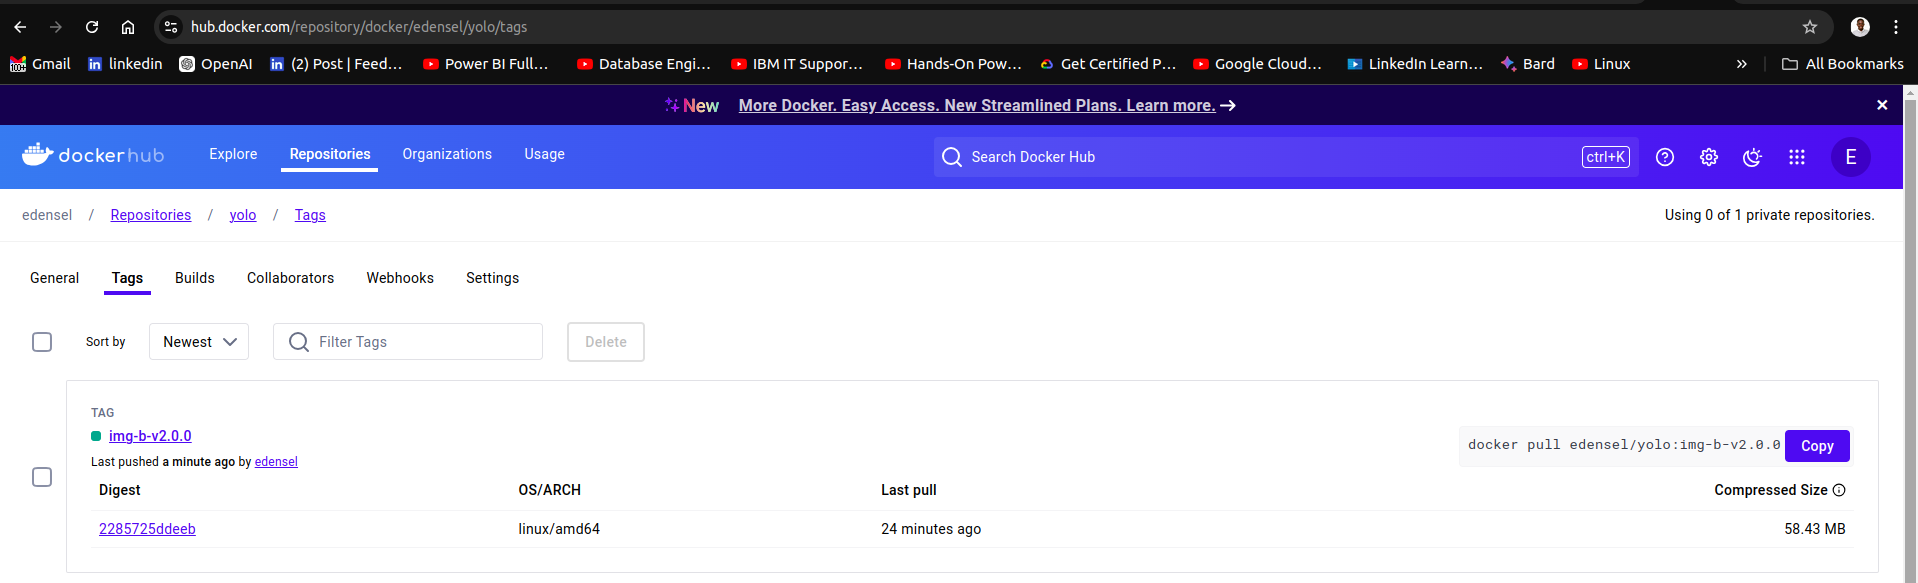 hub.docker.com/repository/docker/edensel/yolo/tags
Gmail linkedin OpenAI (2) Post | Feed... Power BI Full... Database Engi... IBM IT Suppor... Hands-On Pow... Get Certified P... Google Cloud... LinkedIn Learn... Bard Linux » All Bookmarks
New More Docker. Easy Access. New Streamlined Plans. Learn more. →
dockerhub Explore Repositories Organizations Usage Search Docker Hub ctrl+K E
edensel / Repositories / yolo / Tags Using 0 of 1 private repositories.
General Tags Builds Collaborators Webhooks Settings
Sort by Newest Filter Tags Delete
TAG
img-b-v2.0.0
docker pull edensel/yolo:img-b-v2.0.0 Copy
Last pushed a minute ago by edensel
Digest OS/ARCH Last pull Compressed Size
2285725ddeeb linux/amd64 24 minutes ago 58.43 MB